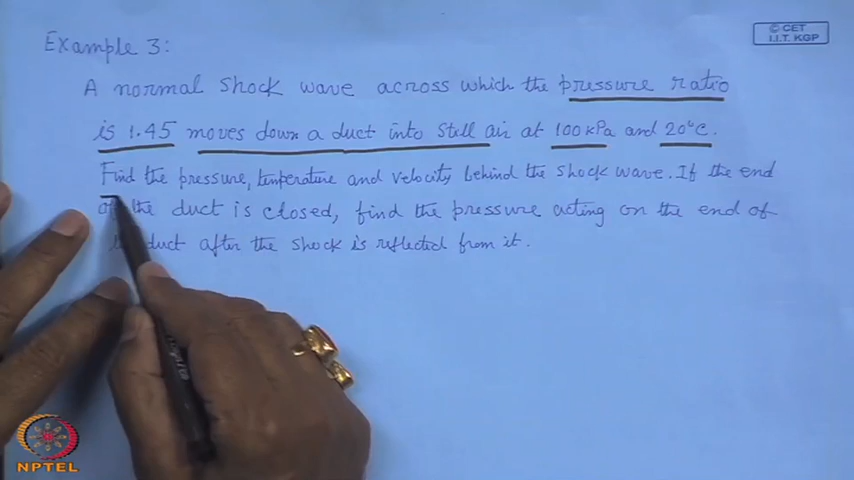 Example 3:
© CET
I.I.T. KGP
A normal shock wave across which the pressure ratio
is 1.45 moves down a duct into still air at 100 kPa and 20°C.
Find the pressure, temperature and velocity behind the shock wave. If the end
of the duct is closed, find the pressure acting on the end of
duct after the shock is reflected from it.
NPTEL